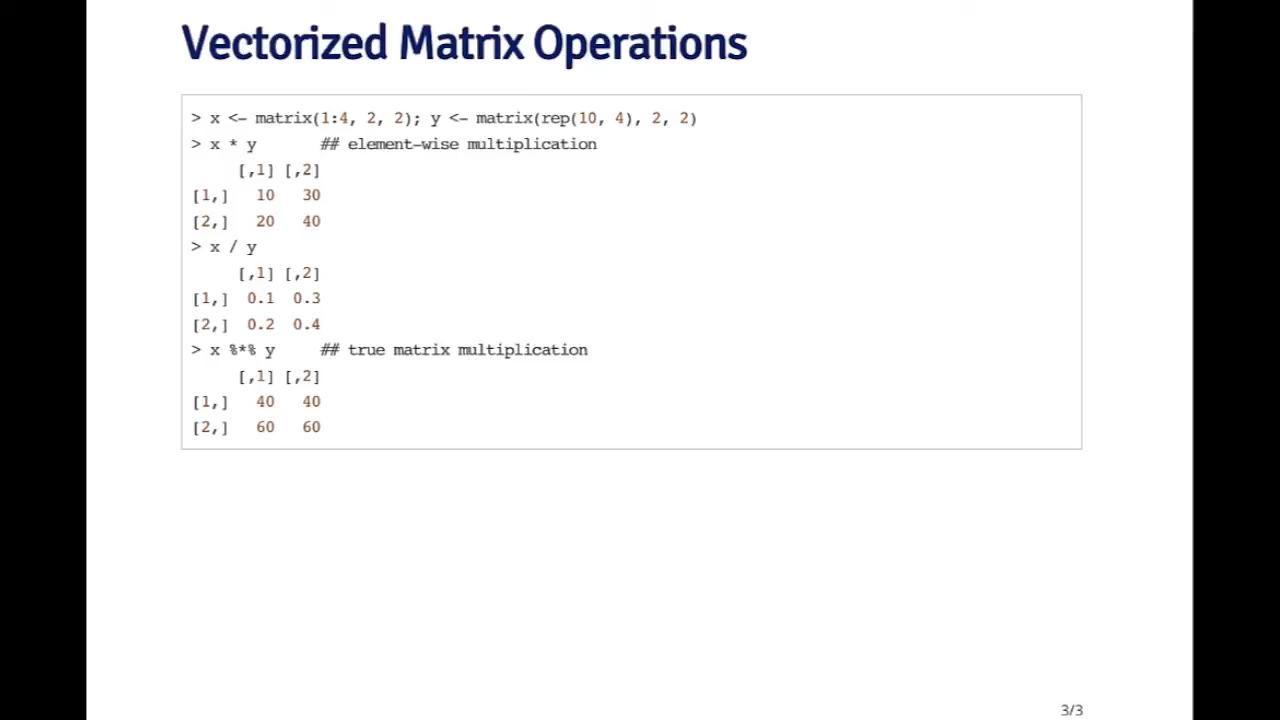 Vectorized Matrix Operations
> x <- matrix(1:4, 2, 2); y <- matrix(rep(10, 4), 2, 2)
> x * y       ## element-wise multiplication
     [,1] [,2]
[1,]   10   30
[2,]   20   40
> x / y
     [,1] [,2]
[1,]  0.1  0.3
[2,]  0.2  0.4
> x %*% y     ## true matrix multiplication
     [,1] [,2]
[1,]   40   40
[2,]   60   60
3/3